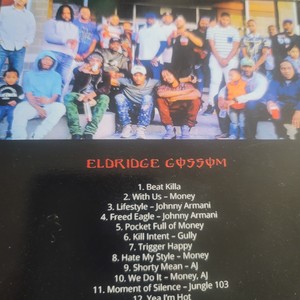 ELDRIDGE GOSSOM
1. Beat Killa
2. With Us – Money
3. Lifestyle – Johnny Armani
4. Freed Eagle – Johnny Armani
5. Pocket Full of Money
6. Kill Intent – Gully
7. Trigger Happy
8. Hate My Style – Money
9. Shorty Mean – AJ
10. We Do It – Money, AJ
11. Moment of Silence – Jungle 103
12. Yea I'm Hot